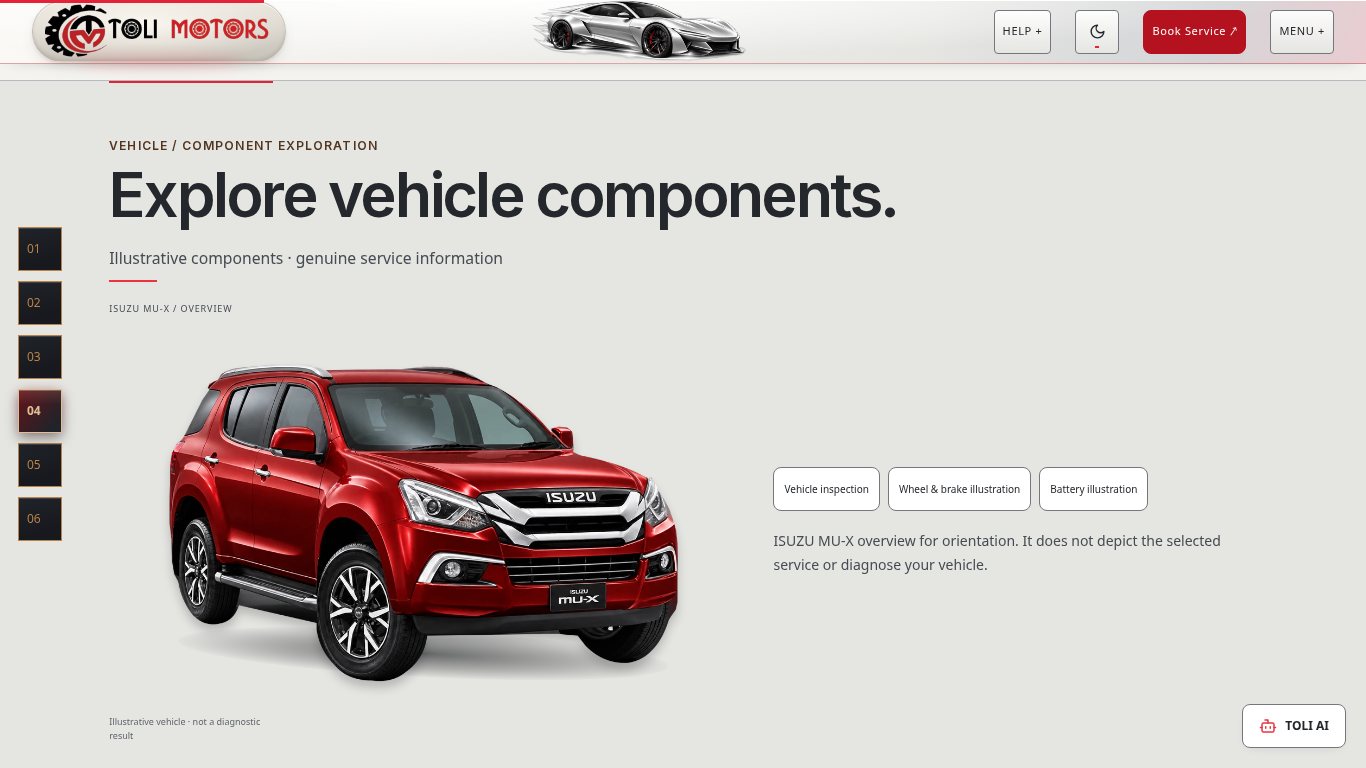 TOLI MOTORS
HELP +
Book Service ↗
MENU +
VEHICLE / COMPONENT EXPLORATION
Explore vehicle components.
Illustrative components · genuine service information
ISUZU MU-X / OVERVIEW
01
02
03
04
05
06
ISUZU
ISUZU
mu-x
Vehicle inspection
Wheel & brake illustration
Battery illustration
ISUZU MU-X overview for orientation. It does not depict the selected
service or diagnose your vehicle.
Illustrative vehicle · not a diagnostic
result
TOLI AI